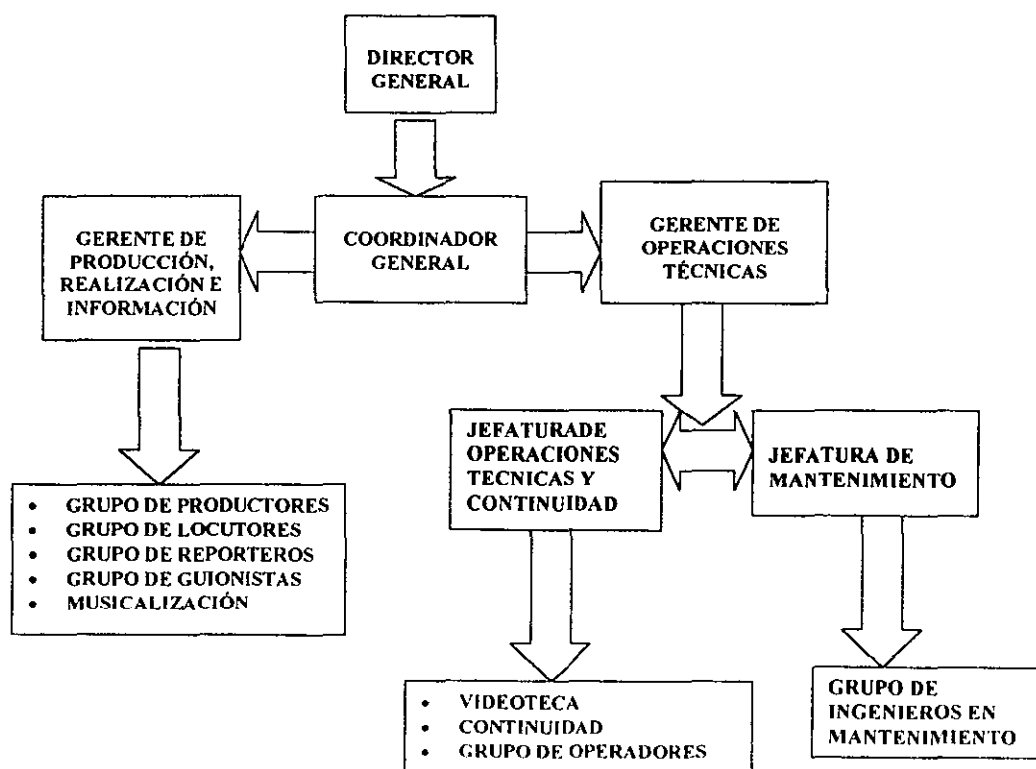 DIRECTOR
GENERAL
GERENTE DE
PRODUCCIÓN,
REALIZACIÓN E
INFORMACIÓN
COORDINADOR
GENERAL
GERENTE DE
OPERACIONES
TÉCNICAS
JEFATURADE
OPERACIONES
TECNICAS Y
CONTINUIDAD
JEFATURA DE
MANTENIMIENTO
• GRUPO DE PRODUCTORES
• GRUPO DE LOCUTORES
• GRUPO DE REPORTEROS
• GRUPO DE GUIONISTAS
• MUSICALIZACIÓN
• VIDEOTECA
• CONTINUIDAD
• GRUPO DE OPERADORES
GRUPO DE
INGENIEROS EN
MANTENIMIENTO